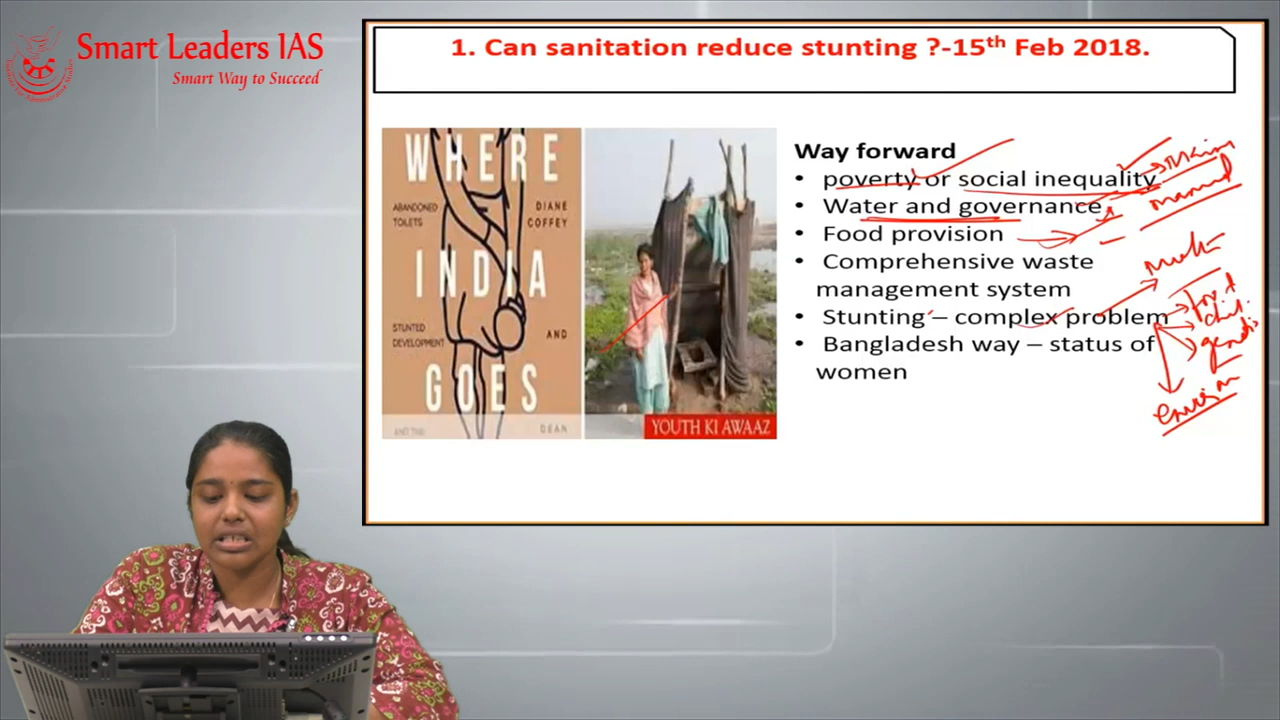 Smart Leaders IAS
Smart Way to Succeed
1. Can sanitation reduce stunting ?-15th Feb 2018.
WHERE
ABANDONED
TOILETS
DIANE
COFFEY
INDIA
STUNTED
DEVELOPMENT
AND
GOES
AND THE
DEAN
YOUTH KI AWAAZ
Way forward
• poverty or social inequality
• Water and governance
• Food provision
• Comprehensive waste
management system
• Stunting – complex problem
• Bangladesh way – status of
women